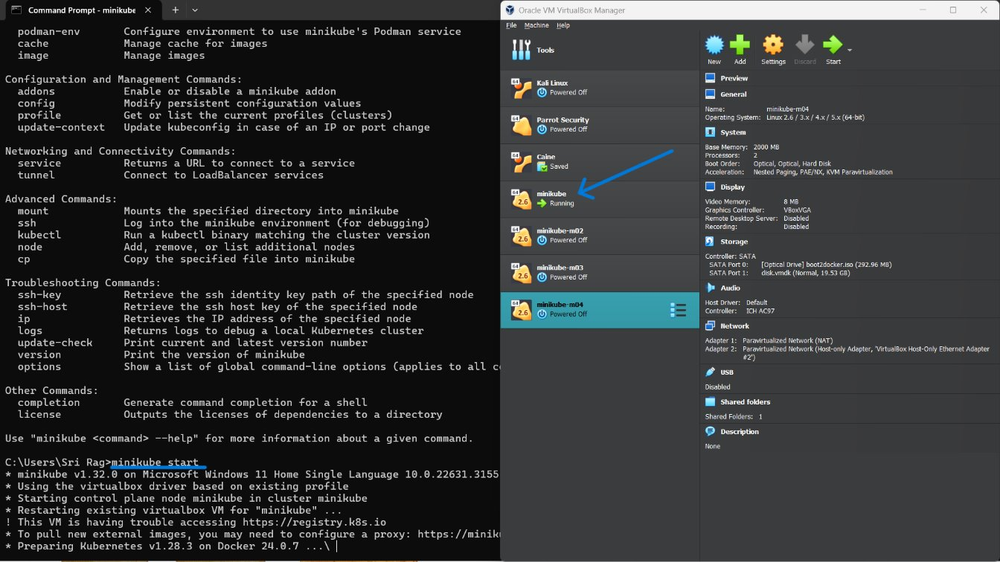 Command Prompt - minikube
podman-env Configure environment to use minikube's Podman service
cache Manage cache for images
image Manage images
Configuration and Management Commands:
addons Enable or disable a minikube addon
config Modify persistent configuration values
profile Get or list the current profiles (clusters)
update-context Update kubeconfig in case of an IP or port change
Networking and Connectivity Commands:
service Returns a URL to connect to a service
tunnel Connect to LoadBalancer services
Advanced Commands:
mount Mounts the specified directory into minikube
ssh Log into the minikube environment (for debugging)
kubectl Run a kubectl binary matching the cluster version
node Add, remove, or list additional nodes
cp Copy the specified file into minikube
Troubleshooting Commands:
ssh-key Retrieve the ssh identity key path of the specified node
ssh-host Retrieve the ssh host key of the specified node
ip Retrieves the IP address of the specified node
logs Returns logs to debug a local Kubernetes cluster
update-check Print current and latest version number
version Print the version of minikube
options Show a list of global command-line options (applies to all c
Other Commands:
completion Generate command completion for a shell
license Outputs the licenses of dependencies to a directory
Use "minikube <command> --help" for more information about a given command.
C:\Users\Sri Rag>minikube start
* minikube v1.32.0 on Microsoft Windows 11 Home Single Language 10.0.22631.3155
* Using the virtualbox driver based on existing profile
* Starting control plane node minikube in cluster minikube
* Restarting existing virtualbox VM for "minikube" ...
! This VM is having trouble accessing https://registry.k8s.io
* To pull new external images, you may need to configure a proxy: https://minik
* Preparing Kubernetes v1.28.3 on Docker 24.0.7 ...\
Oracle VM VirtualBox Manager
File Machine Help
Tools
64
Kali Linux
Powered Off
64
Parrot Security
Powered Off
64
Caine
Saved
64 2.6
minikube
Running
64 2.6
minikube-m02
Powered Off
64 2.6
minikube-m03
Powered Off
64 2.6
minikube-m04
Powered Off
New Add Settings Discard Start
Preview
General
Name: minikube-m04
Operating System: Linux 2.6 / 3.x / 4.x / 5.x (64-bit)
System
Base Memory: 2000 MB
Processors: 2
Boot Order: Optical, Optical, Hard Disk
Acceleration: Nested Paging, PAE/NX, KVM Paravirtualization
Display
Video Memory: 8 MB
Graphics Controller: VBoxVGA
Remote Desktop Server: Disabled
Recording: Disabled
Storage
Controller: SATA
SATA Port 0: [Optical Drive] boot2docker.iso (292.96 MB)
SATA Port 1: disk.vmdk (Normal, 19.53 GB)
Audio
Host Driver: Default
Controller: ICH AC97
Network
Adapter 1: Paravirtualized Network (NAT)
Adapter 2: Paravirtualized Network (Host-only Adapter, 'VirtualBox Host-Only Ethernet Adapter
#2')
USB
Disabled
Shared folders
Shared Folders: 1
Description
None